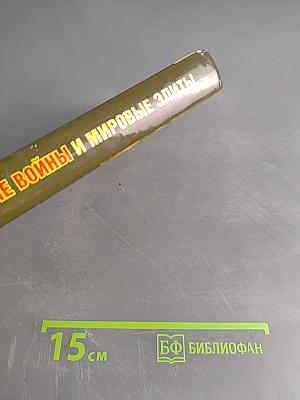 Е ВОЙНЫ И МИРОВЫЕ ЭЛИТЫ
15 см
БФ БИБЛИОФАН